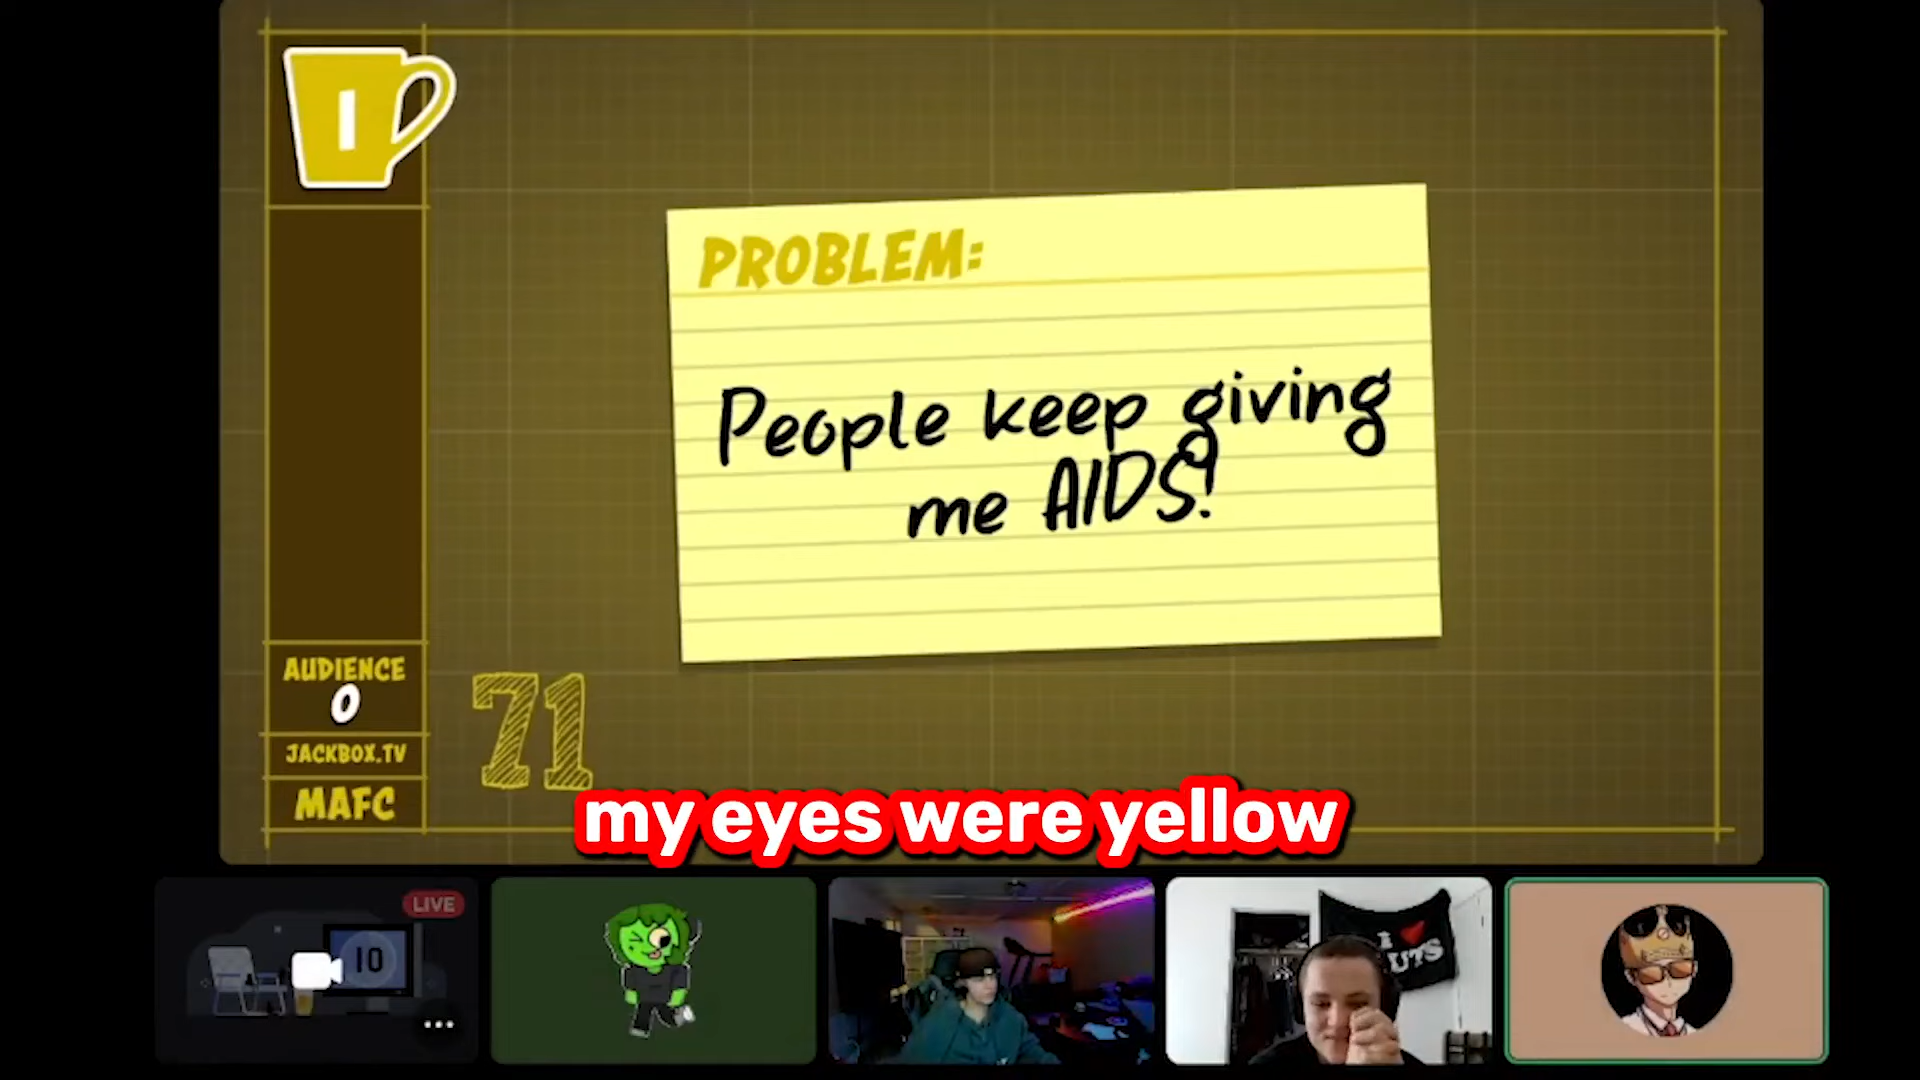 1
PROBLEM:
People keep giving
me AIDS!
AUDIENCE
0
JACKBOX.TV
MAFC
71
my eyes were yellow
LIVE
10
I
UTS